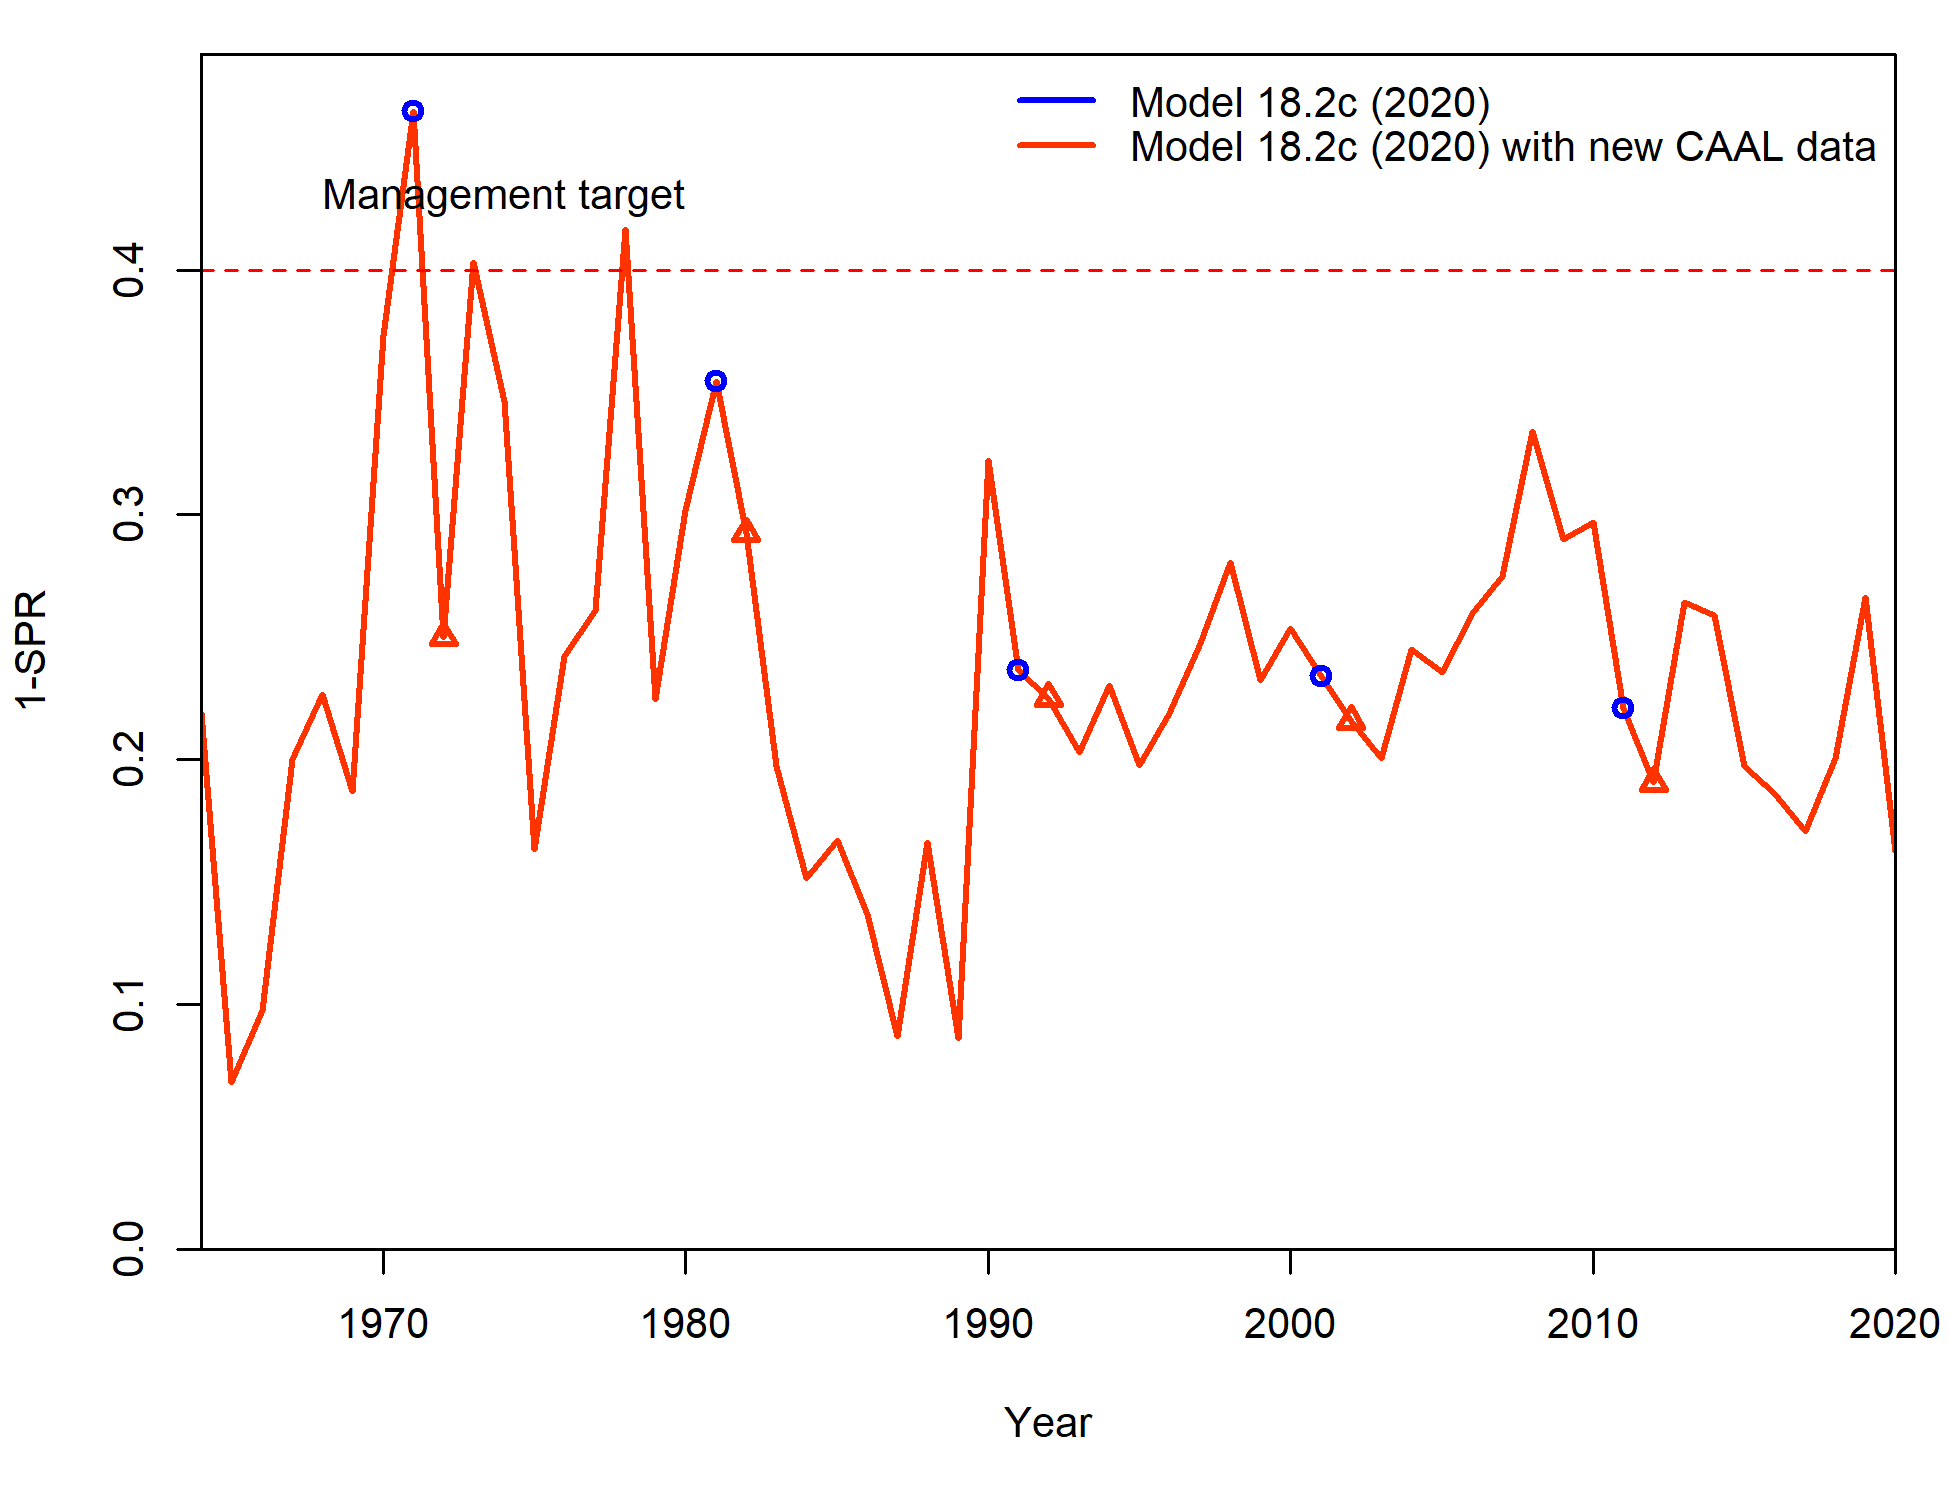 Model 18.2c (2020)
Model 18.2c (2020) with new CAAL data
Management target
1-SPR
0.4
0.3
0.2
0.1
0.0
1970
1980
1990
2000
2010
2020
Year